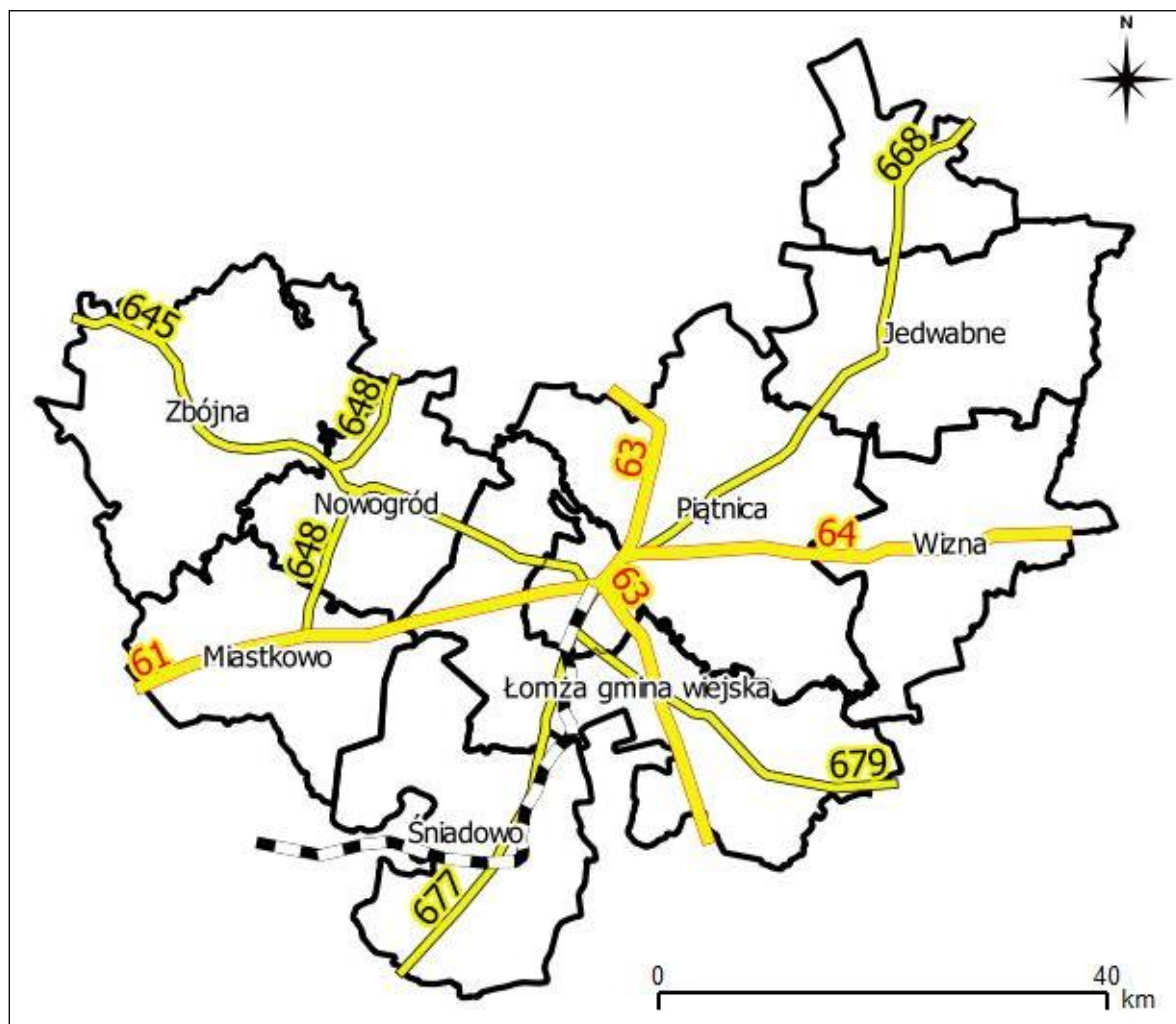 N
668
645
Jedwabne
648
Zbójna
63
Nowogród
Piątnica
648
64
Wizna
63
61
Miastkowo
Łomża gmina wiejska
679
Śniadowo
677
0
40
km